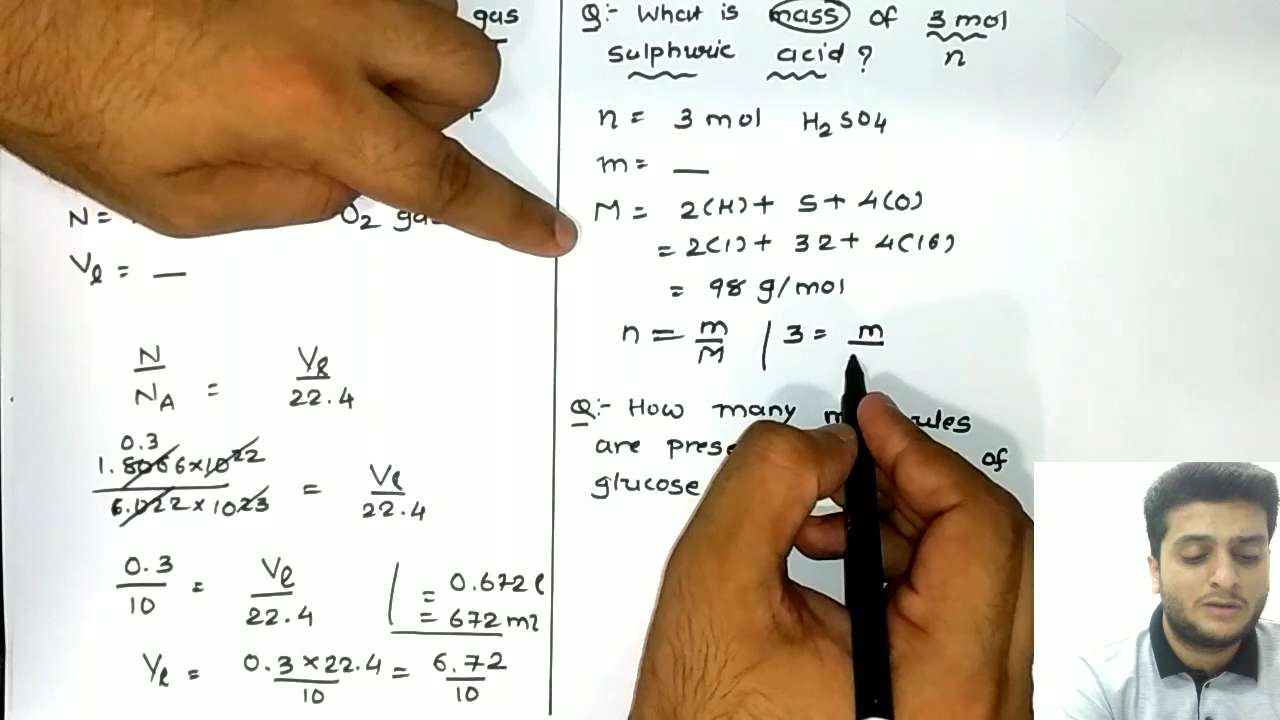 gas
N = O2 gas
Vℓ = —
N/NA = Vℓ/22.4
0.3
1.8066×10^22 / 6.022×10^23 = Vℓ/22.4
0.3/10 = Vℓ/22.4
= 0.672 ℓ
= 672 mℓ
Vℓ = 0.3×22.4/10 = 6.72/10
Q:- What is mass of 3 mol
n
sulphuric acid?
n = 3 mol H2SO4
m = —
M = 2(H) + S + 4(O)
= 2(1) + 32 + 4(16)
= 98 g/mol
n = m/M | 3 = m
Q:- How many
are of
glucose